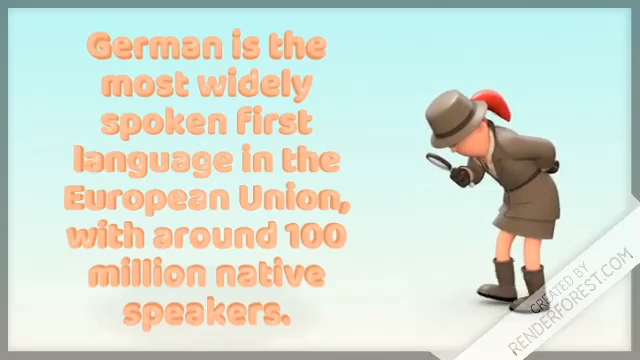 German is the
most widely
spoken first
language in the
European Union,
with around 100
million native
speakers.
CREATED BY
RENDERFOREST.COM